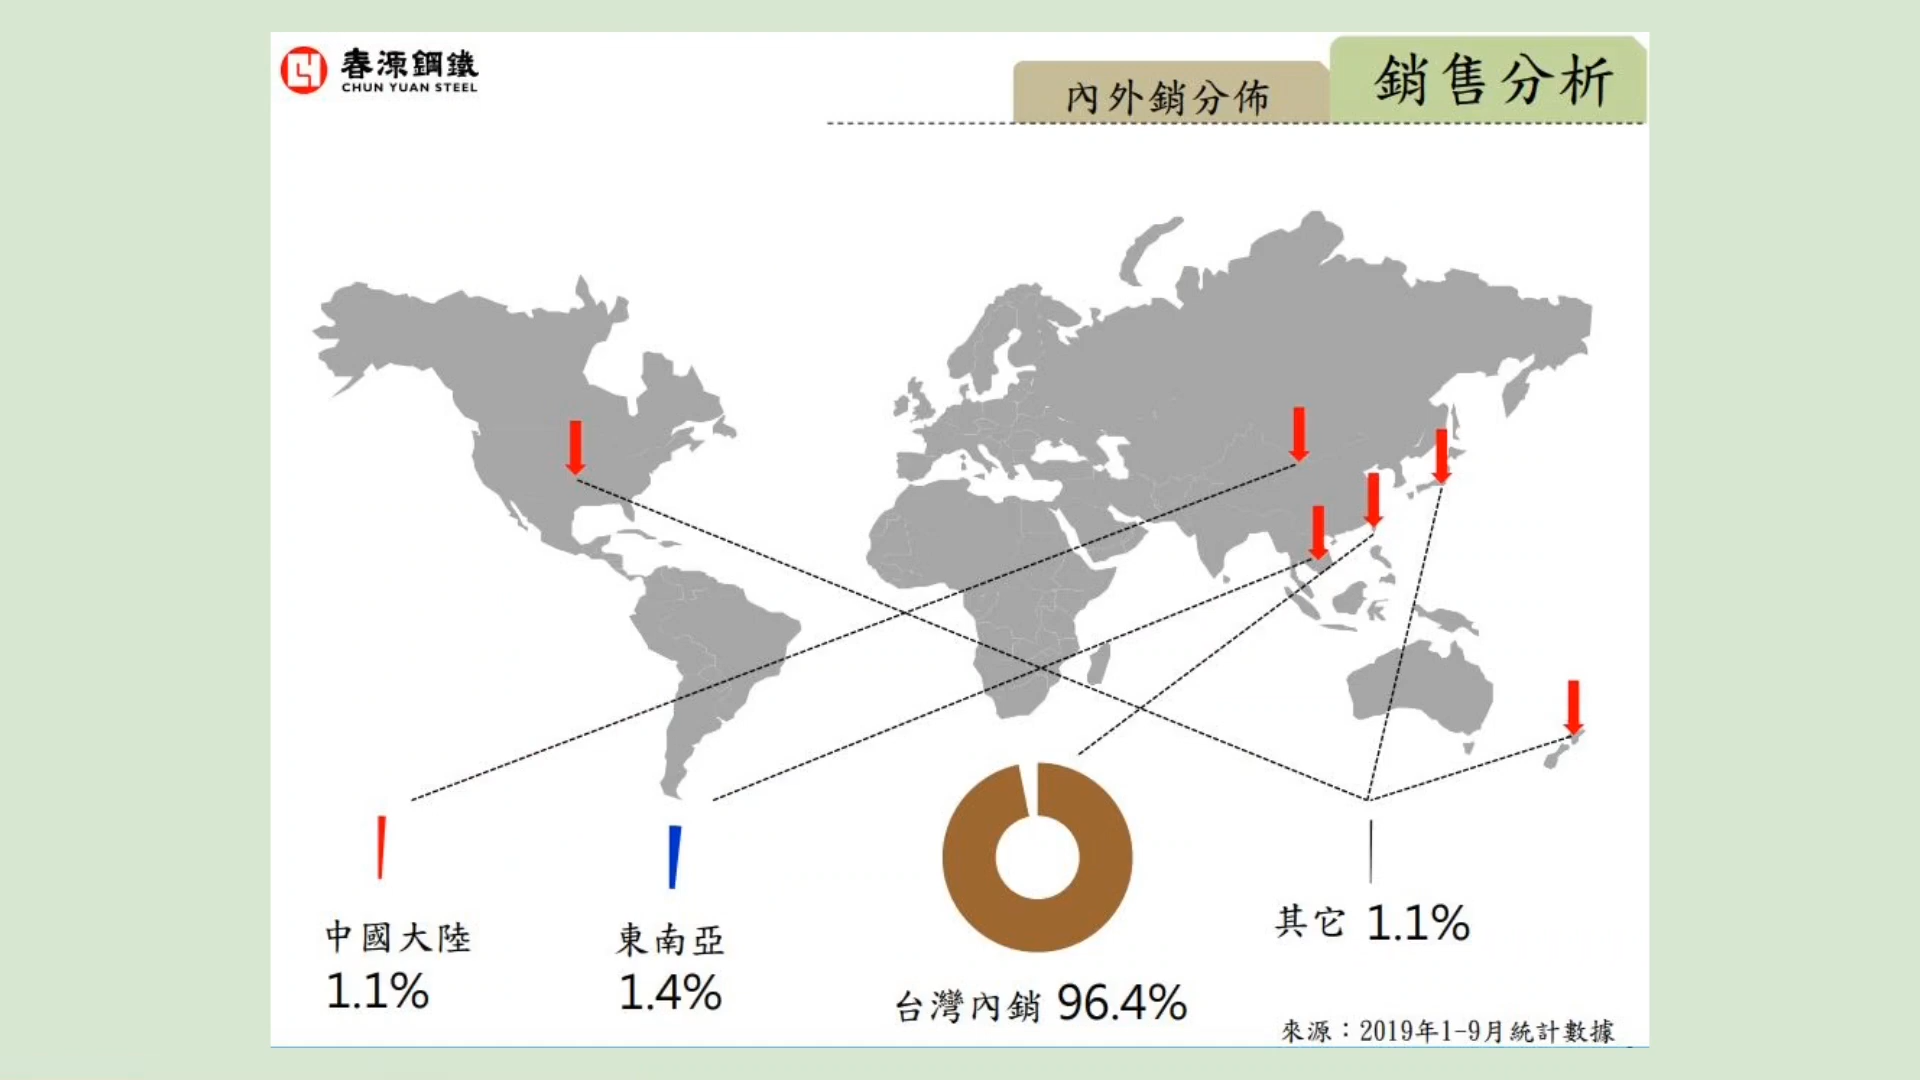 春源鋼鐵
CHUN YUAN STEEL
內外銷分佈
銷售分析
中國大陸
1.1%
東南亞
1.4%
台灣內銷 96.4%
其它 1.1%
來源：2019年1-9月統計數據